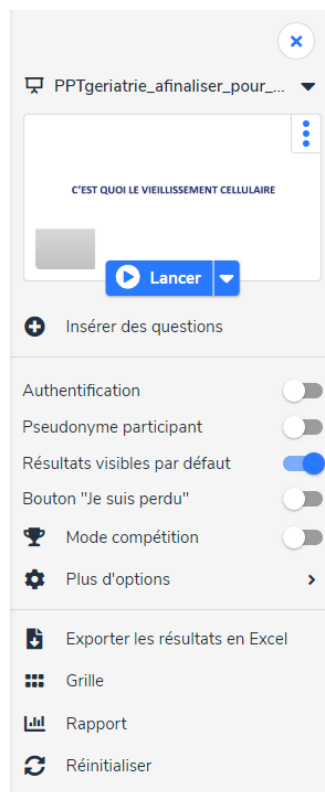 PPTgeriatrie_afinaliser_pour_...
C'EST QUOI LE VIEILLISSEMENT CELLULAIRE
Lancer
Insérer des questions
Authentification
Pseudonyme participant
Résultats visibles par défaut
Bouton "Je suis perdu"
Mode compétition
Plus d'options
Exporter les résultats en Excel
Grille
Rapport
Réinitialiser